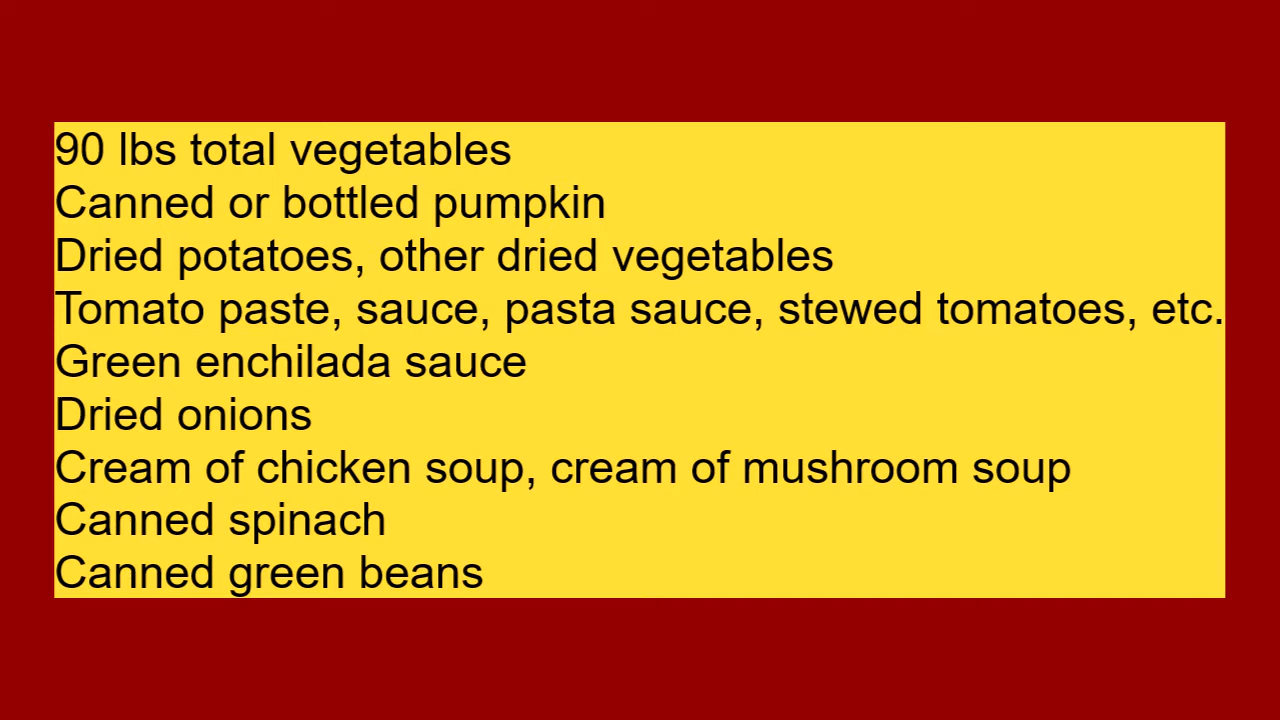 90 lbs total vegetables
Canned or bottled pumpkin
Dried potatoes, other dried vegetables
Tomato paste, sauce, pasta sauce, stewed tomatoes, etc.
Green enchilada sauce
Dried onions
Cream of chicken soup, cream of mushroom soup
Canned spinach
Canned green beans